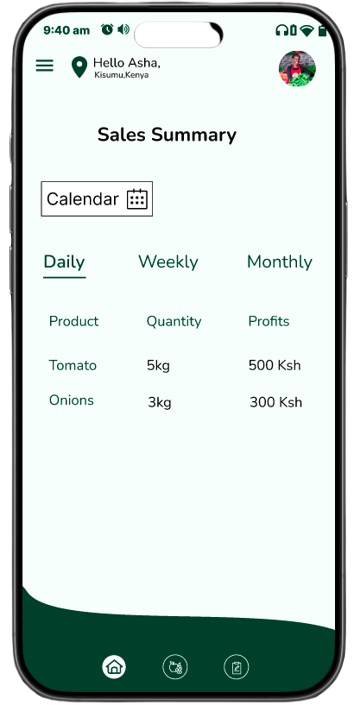 9:40 am
Hello Asha,
Kisumu,Kenya
Sales Summary
Calendar
Daily Weekly Monthly
Product Quantity Profits
Tomato 5kg 500 Ksh
Onions 3kg 300 Ksh